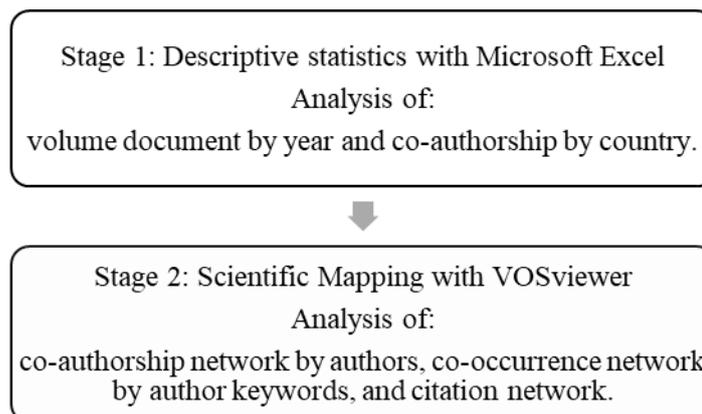 Stage 1: Descriptive statistics with Microsoft Excel
Analysis of:
volume document by year and co-authorship by country.
Stage 2: Scientific Mapping with VOSviewer
Analysis of:
co-authorship network by authors, co-occurrence network
by author keywords, and citation network.